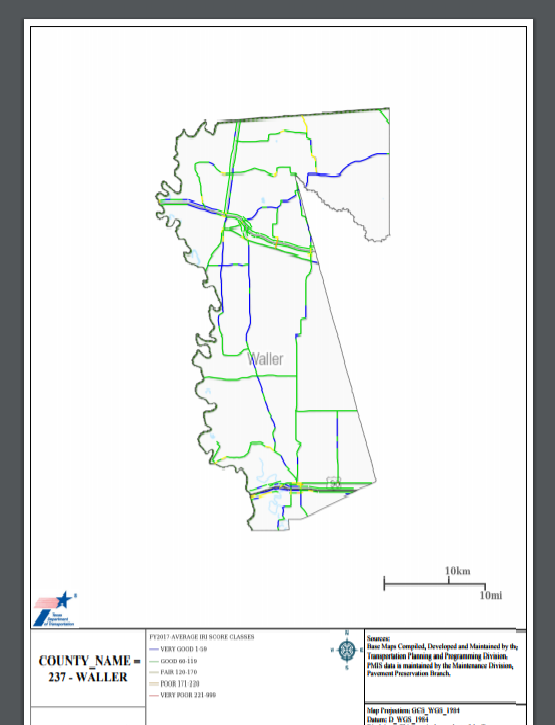 Waller
10km
10mi
Texas
Department
of Transportation
COUNTY_NAME =
237 - WALLER
FY2017 AVERAGE IRI SCORE CLASSES
VERY GOOD 1-59
GOOD 60-119
FAIR 120-170
POOR 171-220
VERY POOR 221-999
N
Sources:
Base Maps Compiled, Developed and Maintained by the
Transportation Planning and Programming Division.
PMIS data is maintained by the Maintenance Division,
Pavement Preservation Branch.
Map Projection: GCS_WGS_1984
Datum: D_WGS_1984